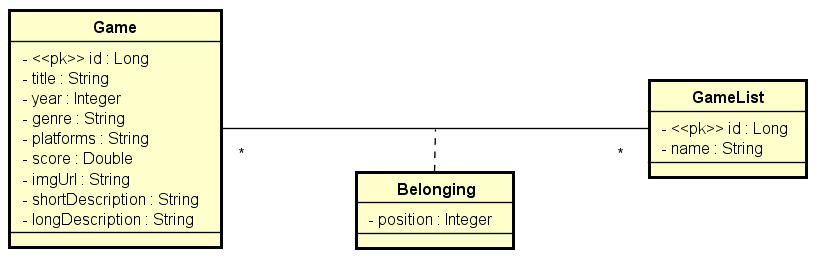 Game
- <<pk>> id : Long
- title : String
- year : Integer
- genre : String
- platforms : String
- score : Double
- imgUrl : String
- shortDescription : String
- longDescription : String
*
*
Belonging
- position : Integer
GameList
- <<pk>> id : Long
- name : String